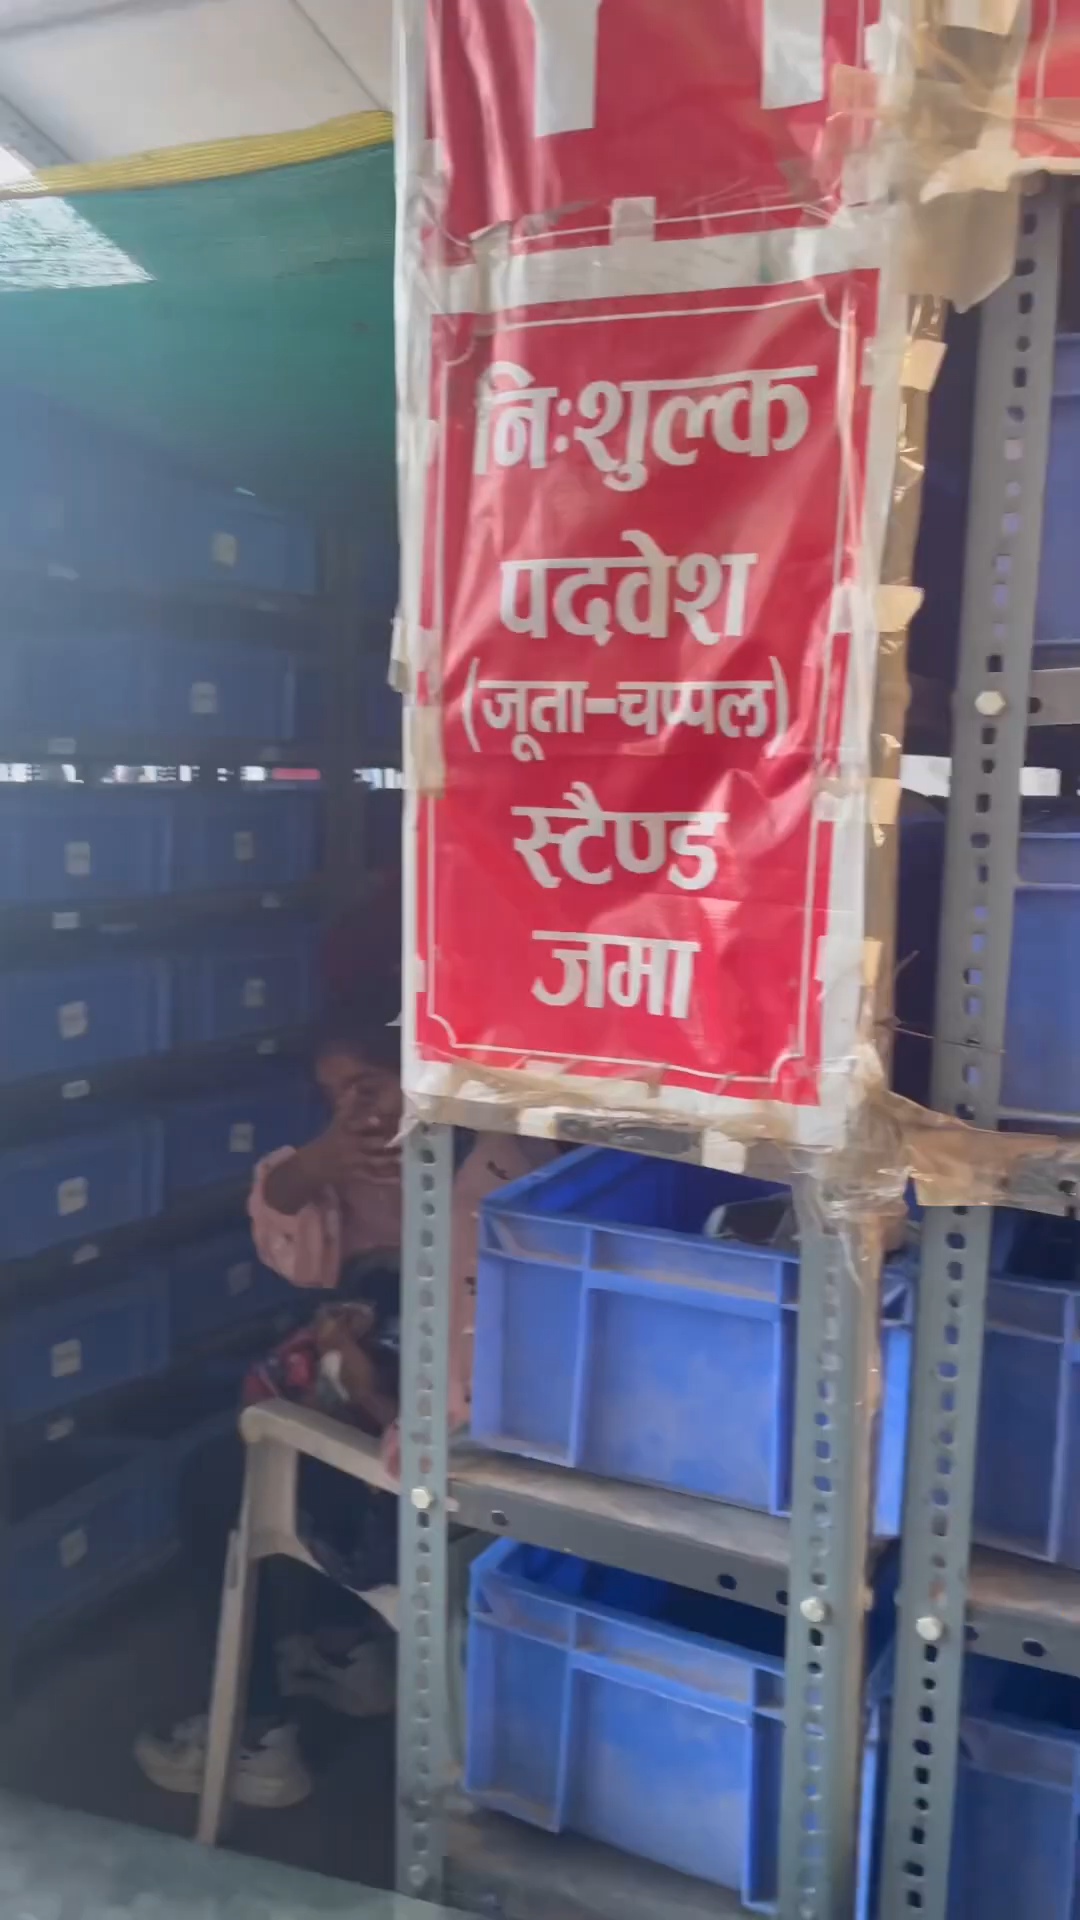 निःशुल्क
पदवेश
(जूता-चप्पल)
स्टैण्ड
जमा